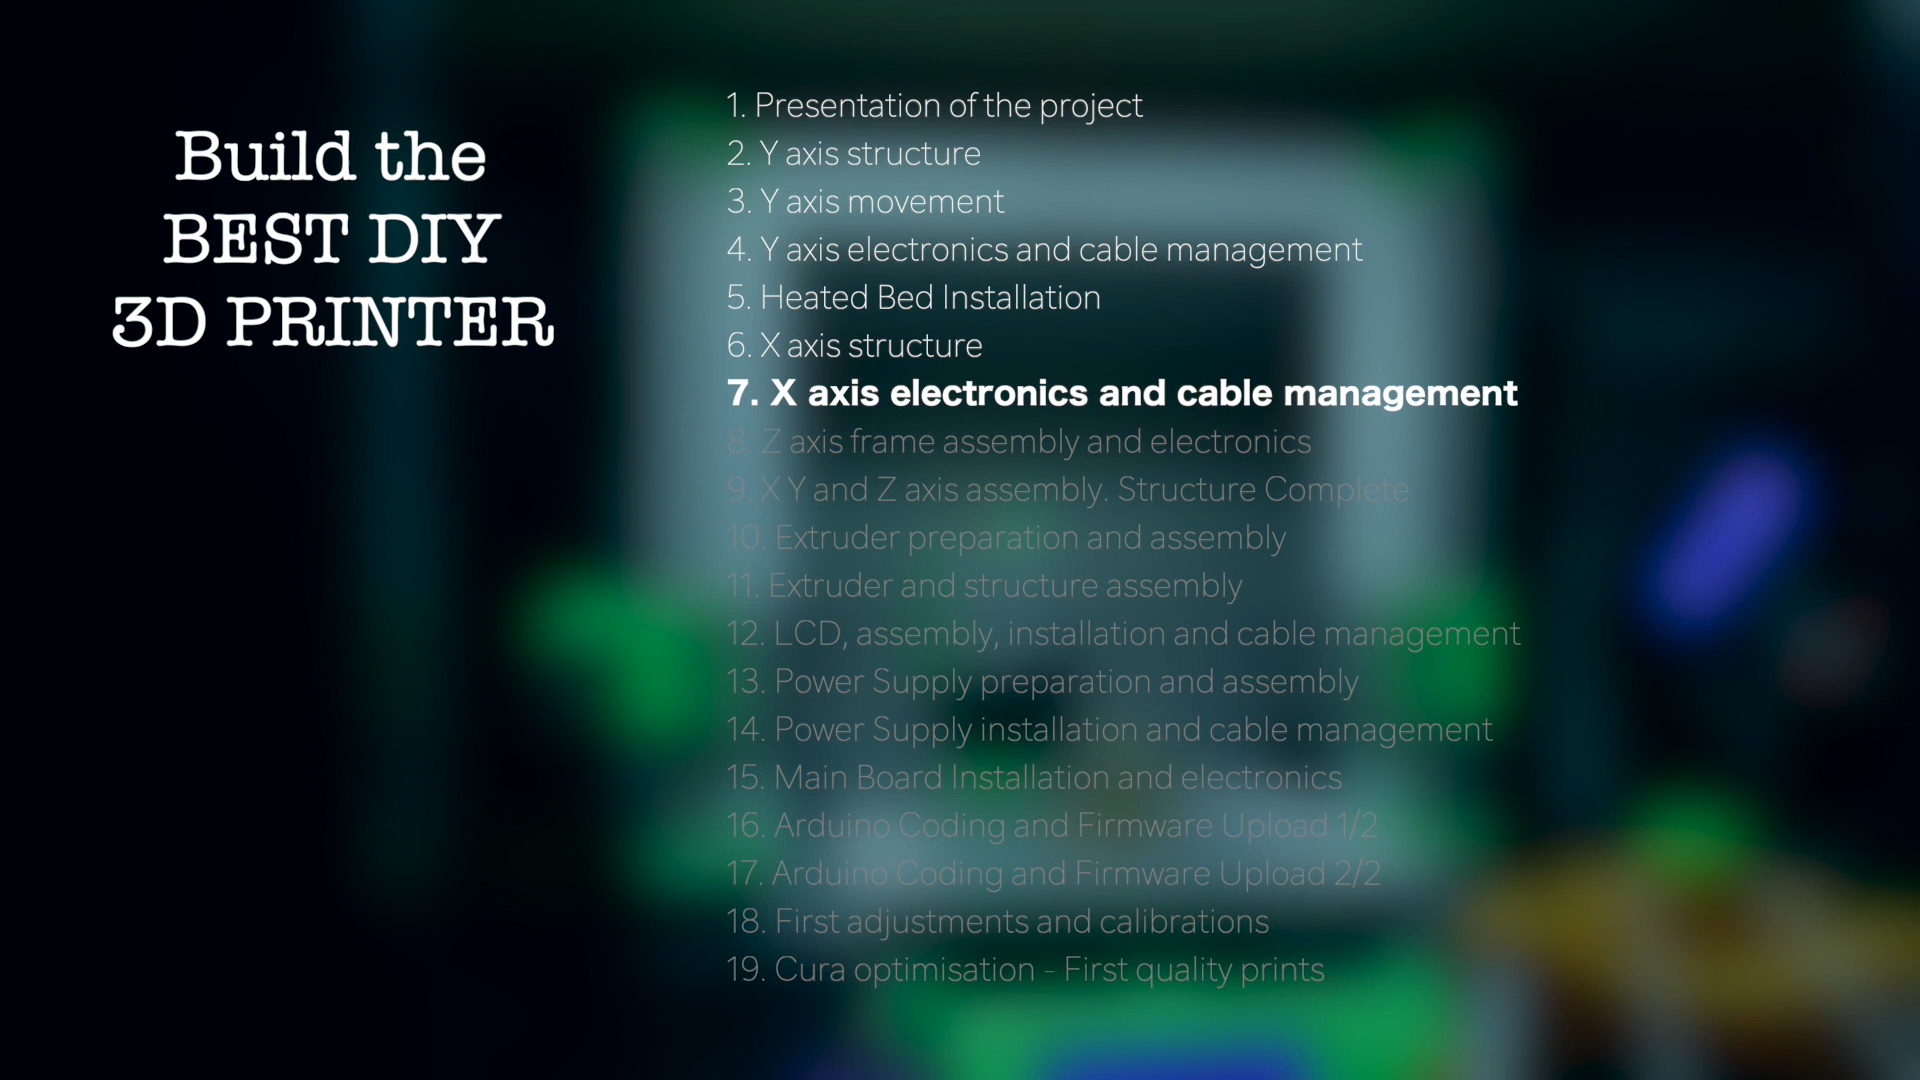 Build the
BEST DIY
3D PRINTER
1. Presentation of the project
2. Y axis structure
3. Y axis movement
4. Y axis electronics and cable management
5. Heated Bed Installation
6. X axis structure
7. X axis electronics and cable management
8. Z axis frame assembly and electronics
9. X Y and Z axis assembly. Structure Complete
10. Extruder preparation and assembly
11. Extruder and structure assembly
12. LCD, assembly, installation and cable management
13. Power Supply preparation and assembly
14. Power Supply installation and cable management
15. Main Board Installation and electronics
16. Arduino Coding and Firmware Upload 1/2
17. Arduino Coding and Firmware Upload 2/2
18. First adjustments and calibrations
19. Cura optimisation - First quality prints